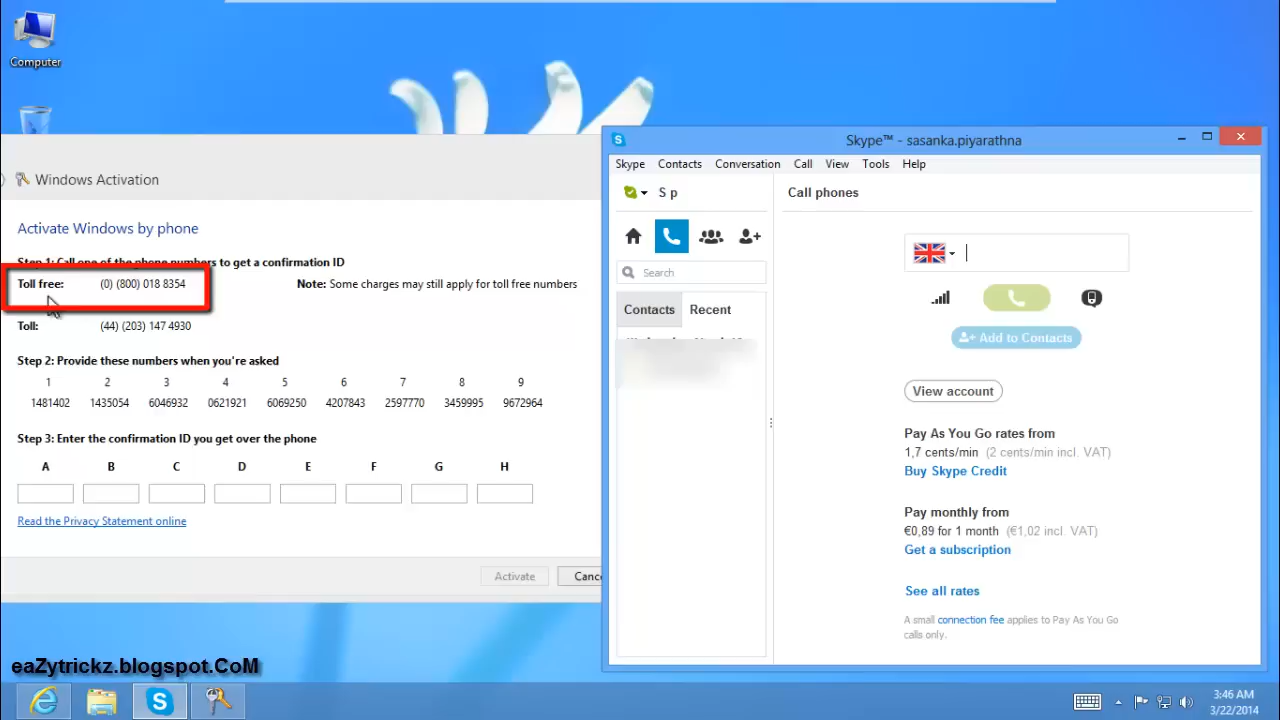 Computer
Windows Activation
Activate Windows by phone
Step 1: Call one of the phone numbers to get a confirmation ID
Toll free: (0) (800) 018 8354 Note: Some charges may still apply for toll free numbers
Toll: (44) (203) 147 4930
Step 2: Provide these numbers when you're asked
1 2 3 4 5 6 7 8 9
1481402 1435054 6046932 0621921 6069250 4207843 2597770 3459995 9672964
Step 3: Enter the confirmation ID you get over the phone
A B C D E F G H
Read the Privacy Statement online
Activate Cance
Skype™ - sasanka.piyarathna
Skype Contacts Conversation Call View Tools Help
S p
Search
Contacts Recent
Call phones
Add to Contacts
View account
Pay As You Go rates from
1,7 cents/min (2 cents/min incl. VAT)
Buy Skype Credit
Pay monthly from
€0,89 for 1 month (€1,02 incl. VAT)
Get a subscription
See all rates
A small connection fee applies to Pay As You Go
calls only.
eaZytrickz.blogspot.CoM
3:46 AM
3/22/2014